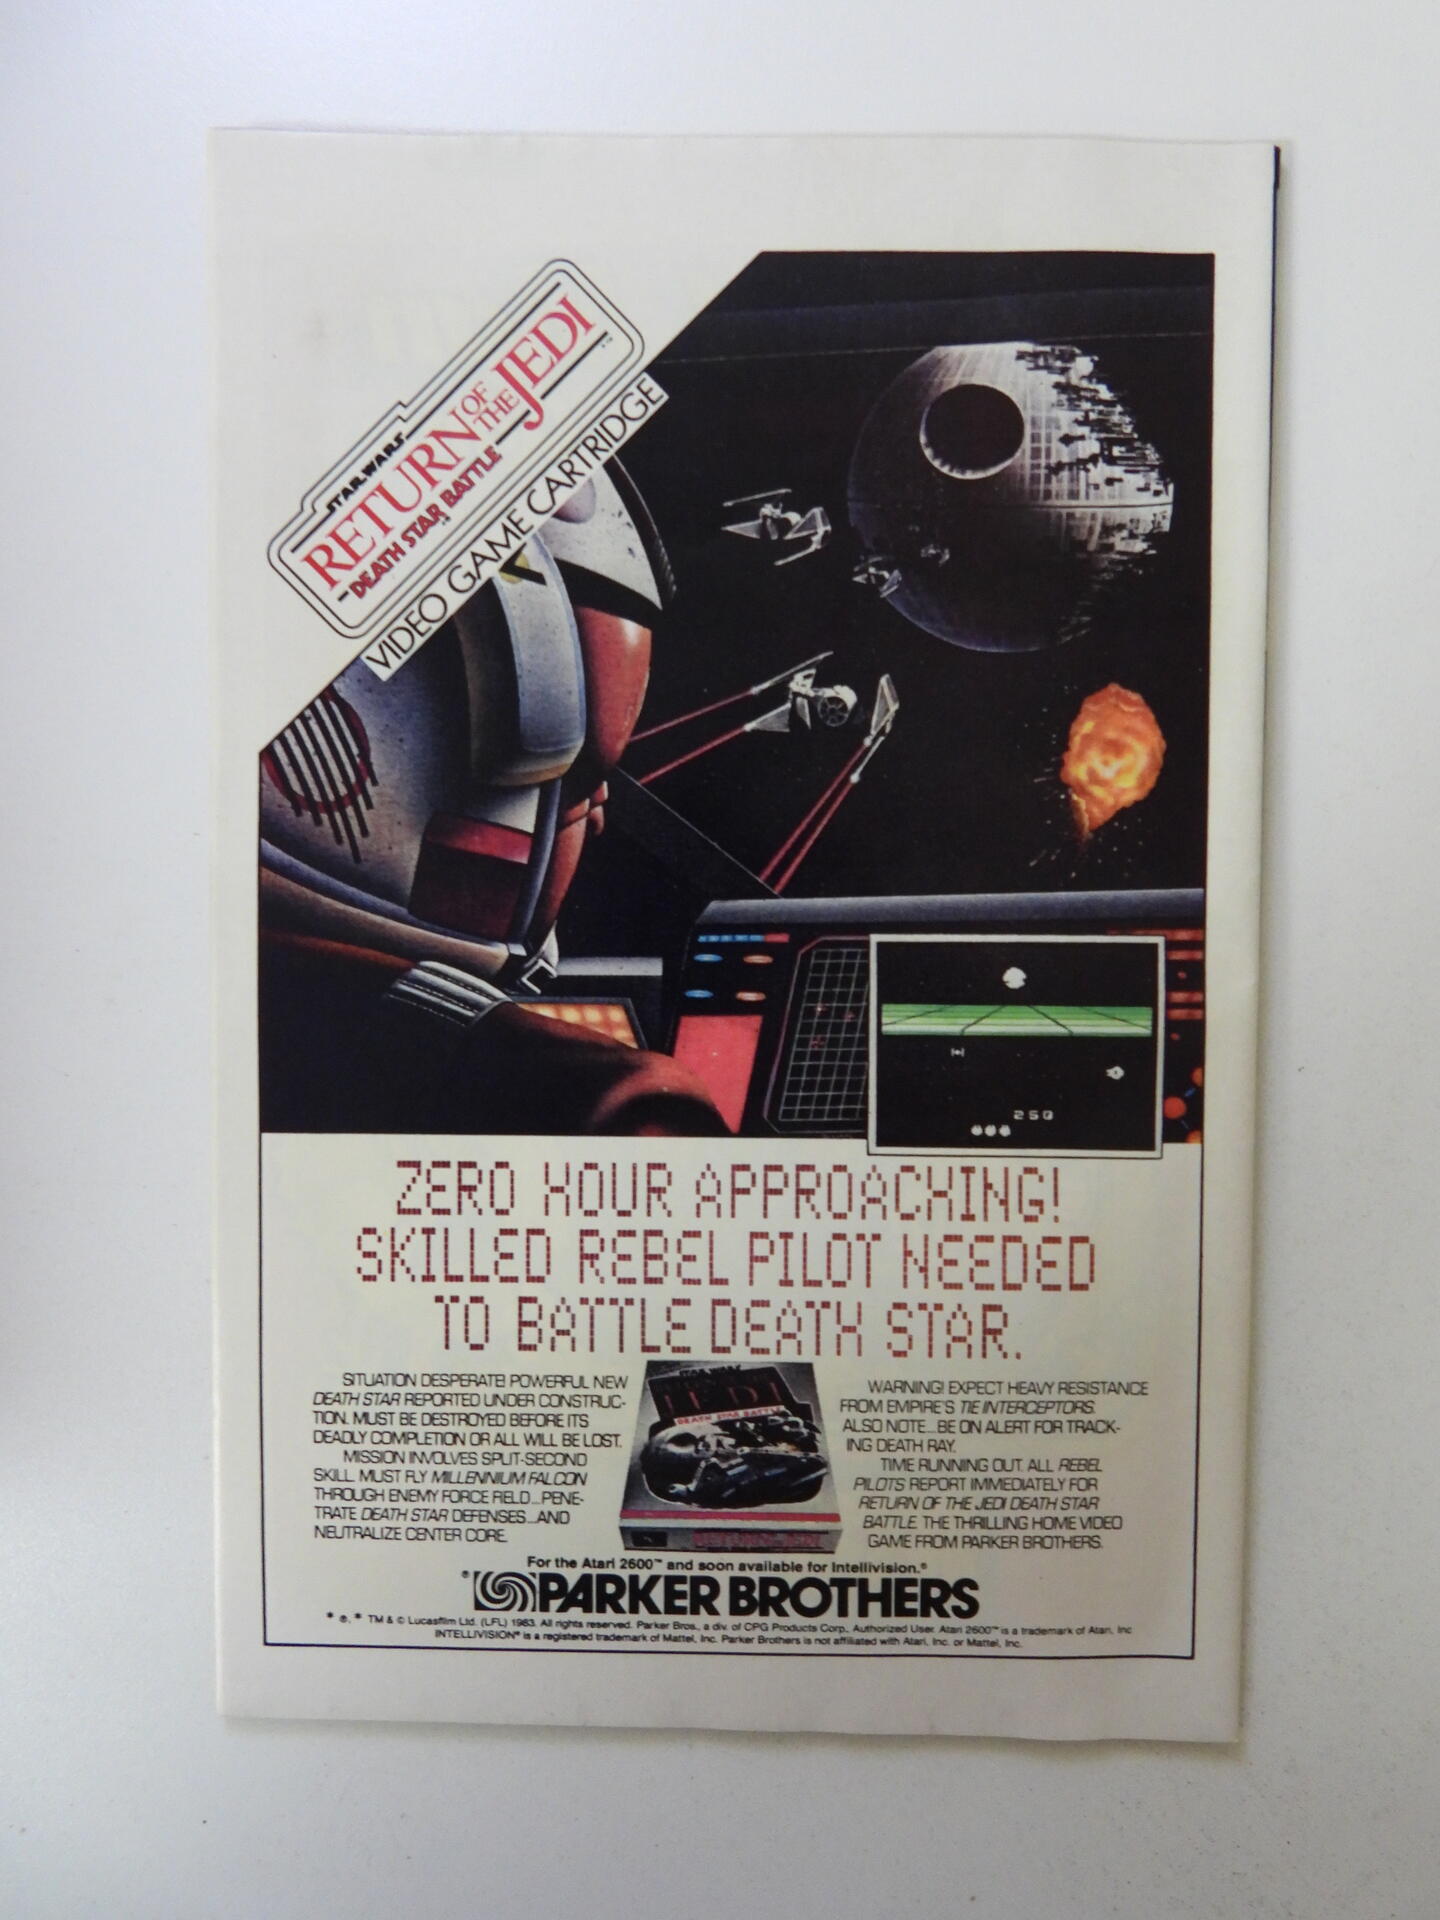 STAR WARS
RETURN OF THE JEDI
DEATH STAR BATTLE
VIDEO GAME CARTRIDGE
250
ZERO HOUR APPROACHING!
SKILLED REBEL PILOT NEEDED
TO BATTLE DEATH STAR.
SITUATION DESPERATE! POWERFUL NEW
DEATH STAR REPORTED UNDER CONSTRUC-
TION. MUST BE DESTROYED BEFORE ITS
DEADLY COMPLETION OR ALL WILL BE LOST.
MISSION INVOLVES SPLIT-SECOND
SKILL. MUST FLY MILLENNIUM FALCON
THROUGH ENEMY FORCE FIELD...PENE-
TRATE DEATH STAR DEFENSES...AND
NEUTRALIZE CENTER CORE.
STAR WARS
JEDI
DEATH STAR BATTLE
WARNING! EXPECT HEAVY RESISTANCE
FROM EMPIRE'S TIE INTERCEPTORS.
ALSO NOTE...BE ON ALERT FOR TRACK-
ING DEATH RAY.
TIME RUNNING OUT. ALL REBEL
PILOTS REPORT IMMEDIATELY FOR
RETURN OF THE JEDI DEATH STAR
BATTLE. THE THRILLING HOME VIDEO
GAME FROM PARKER BROTHERS.
For the Atari 2600™ and soon available for Intellivision.®
® PARKER BROTHERS
* ®, * TM & © Lucasfilm Ltd. (LFL) 1983. All rights reserved. Parker Bros., a div. of CPG Products Corp., Authorized User. Atari 2600™ is a trademark of Atari, Inc
INTELLIVISION® is a registered trademark of Mattel, Inc. Parker Brothers is not affiliated with Atari, Inc. or Mattel, Inc.